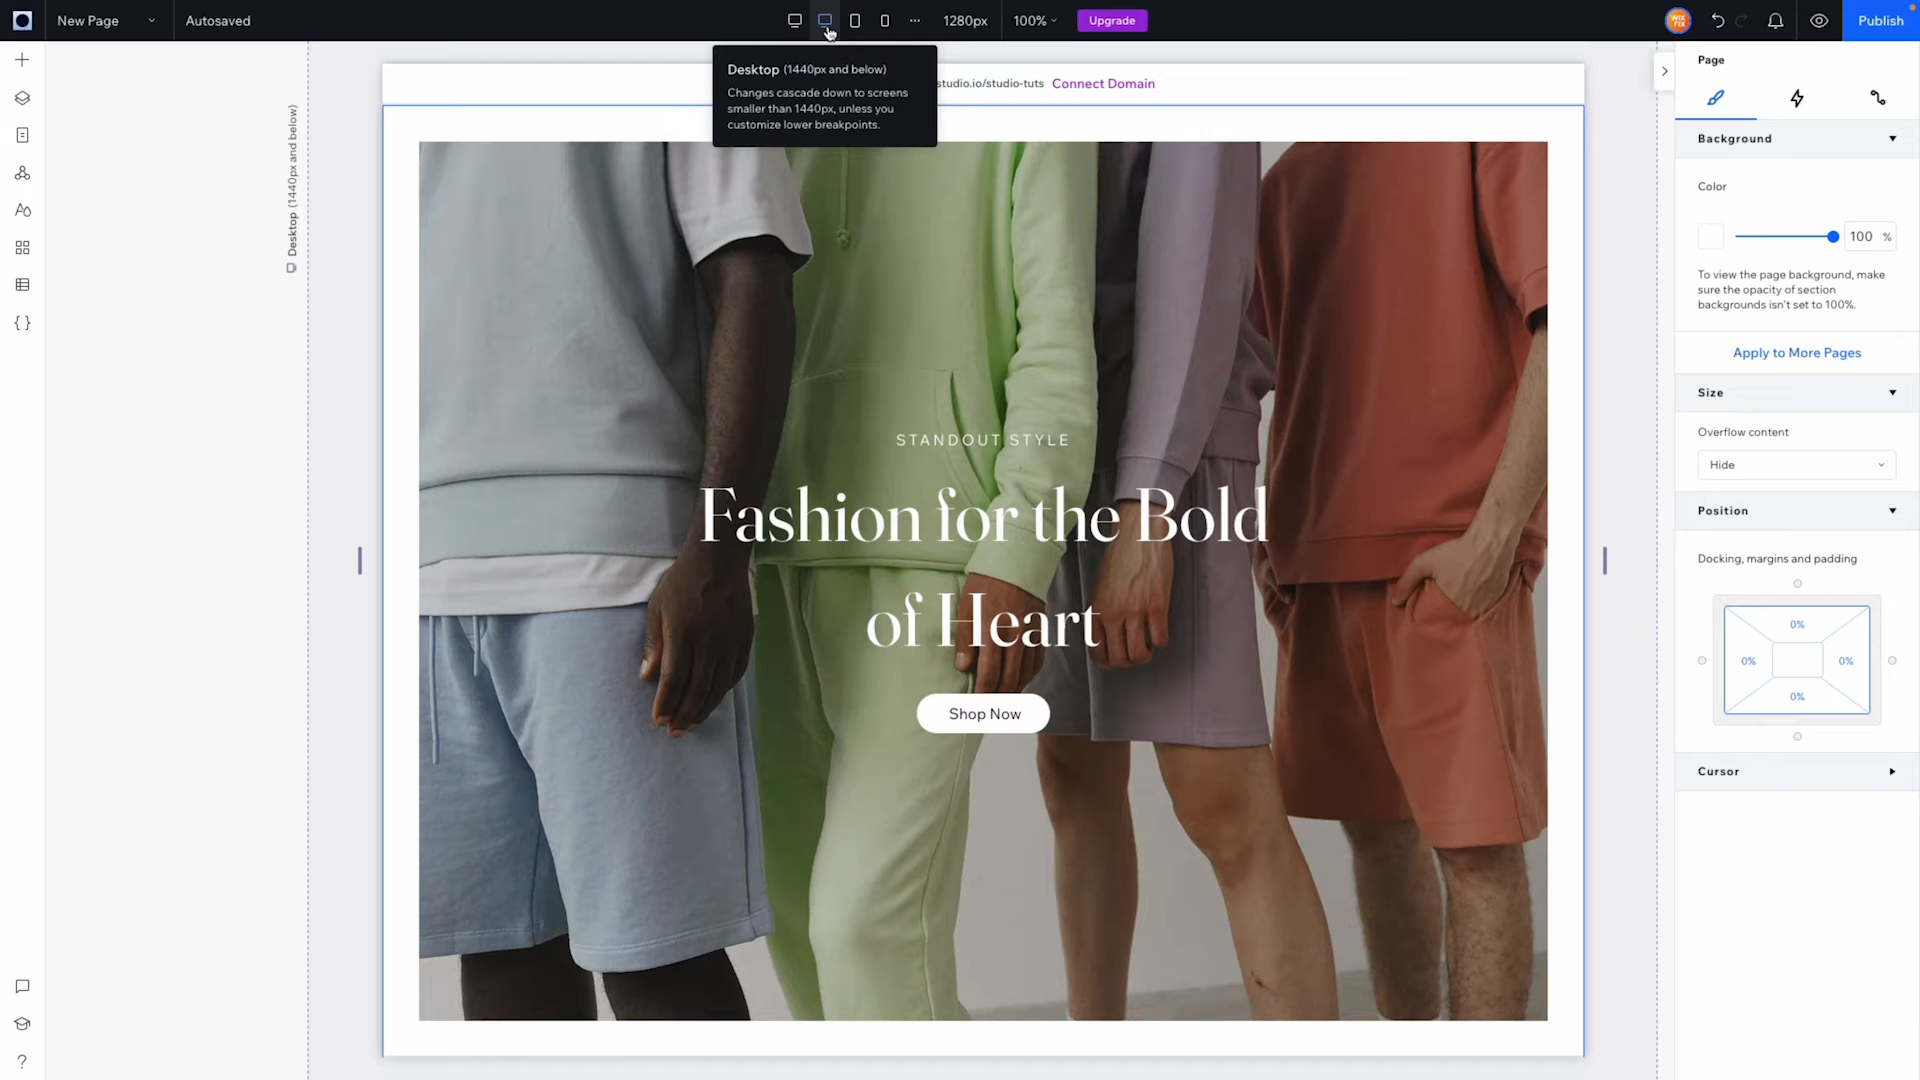 New Page
Autosaved
1280px
100%
Upgrade
WIX
FIX
Publish
Desktop (1440px and below)
Changes cascade down to screens
smaller than 1440px, unless you
customize lower breakpoints.
studio.io/studio-tuts Connect Domain
Desktop (1440px and below)
STANDOUT STYLE
Fashion for the Bold
of Heart
Shop Now
Page
Background
Color
100 %
To view the page background, make
sure the opacity of section
backgrounds isn't set to 100%.
Apply to More Pages
Size
Overflow content
Hide
Position
Docking, margins and padding
0%
0% 0%
0%
Cursor